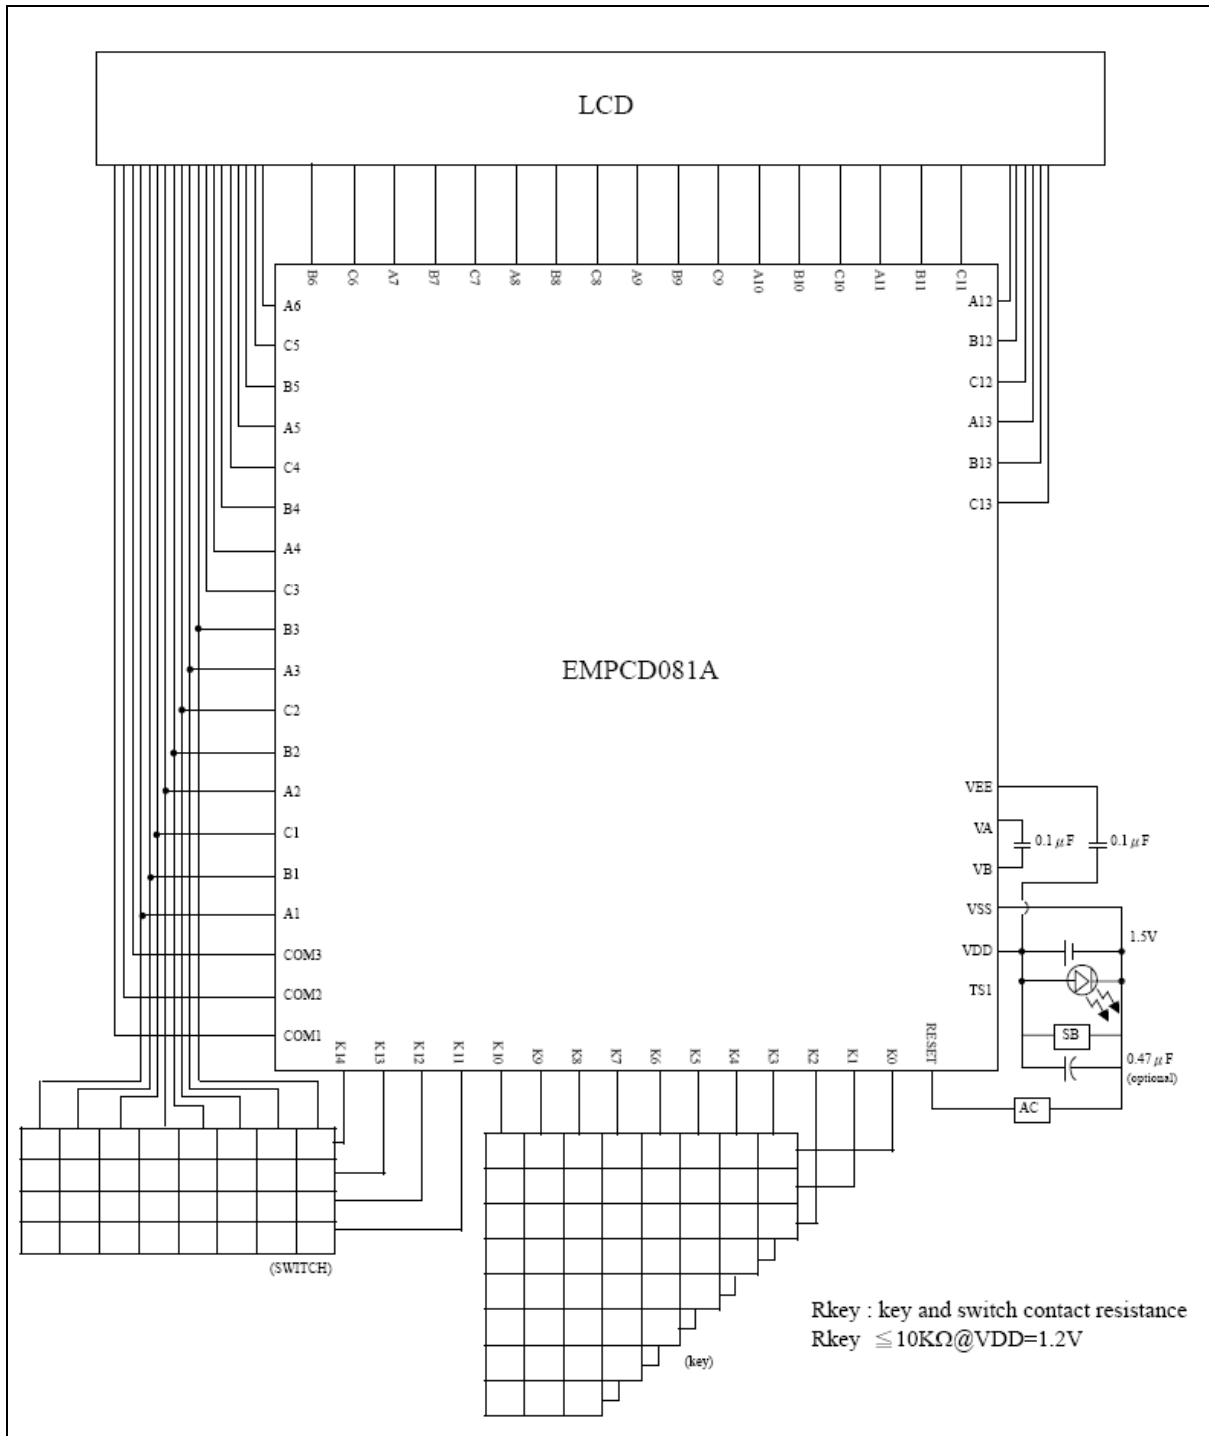 LCD
B6 C6 A7 B7 C7 A8 B8 C8 A9 B9 C9 A10 B10 C10 A11 B11 C11
A6
C5
B5
A5
C4
B4
A4
C3
B3
A3
C2
B2
A2
C1
B1
A1
COM3
COM2
COM1
A12
B12
C12
A13
B13
C13
EMPCD081A
VEE
VA
VB
VSS
VDD
TS1
0.1 μF 0.1 μF
1.5V
SB
0.47 μF
(optional)
AC
K14 K13 K12 K11 K10 K9 K8 K7 K6 K5 K4 K3 K2 K1 K0 RESET
(SWITCH)
(key)
Rkey : key and switch contact resistance
Rkey ≦10KΩ@VDD=1.2V